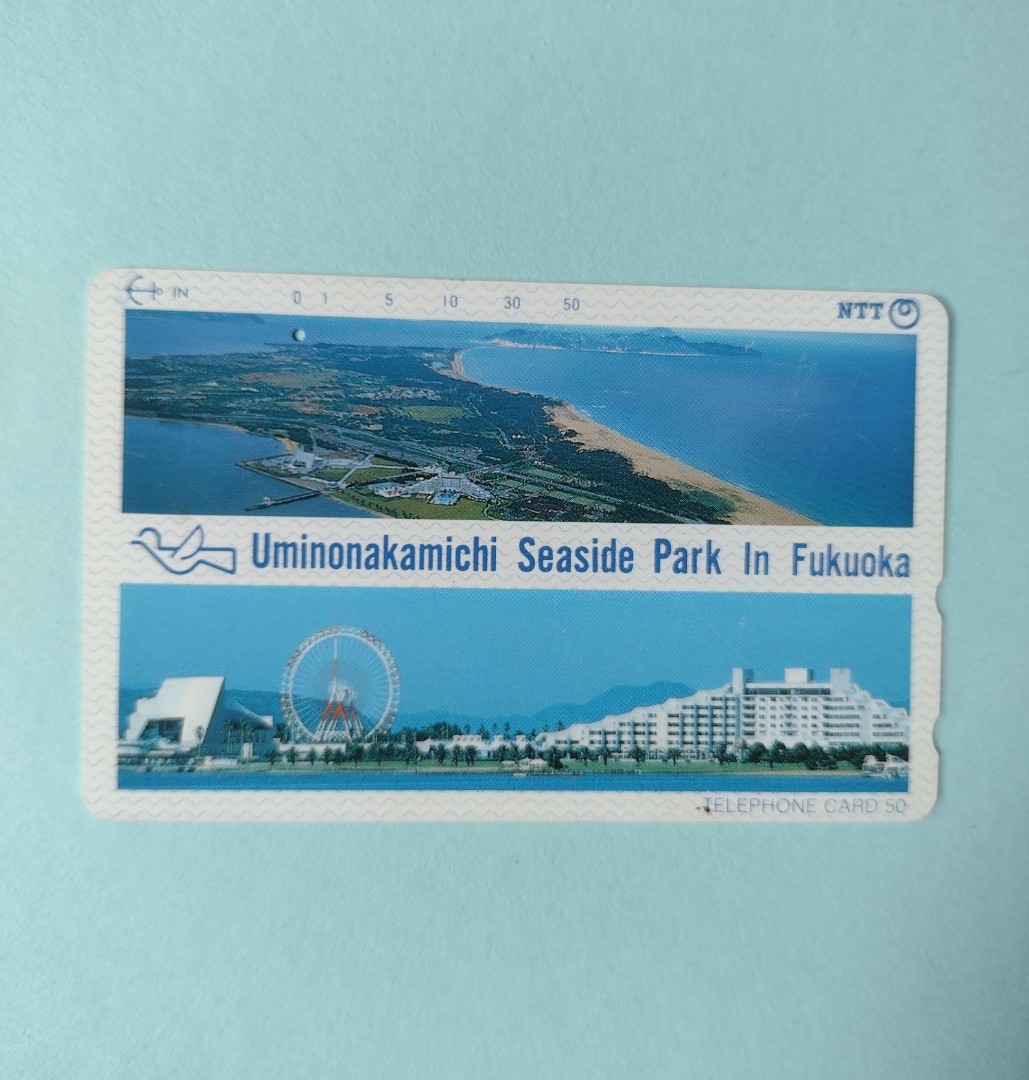 IN 0 1 5 10 30 50 NTT
Uminonakamichi Seaside Park In Fukuoka
TELEPHONE CARD 50